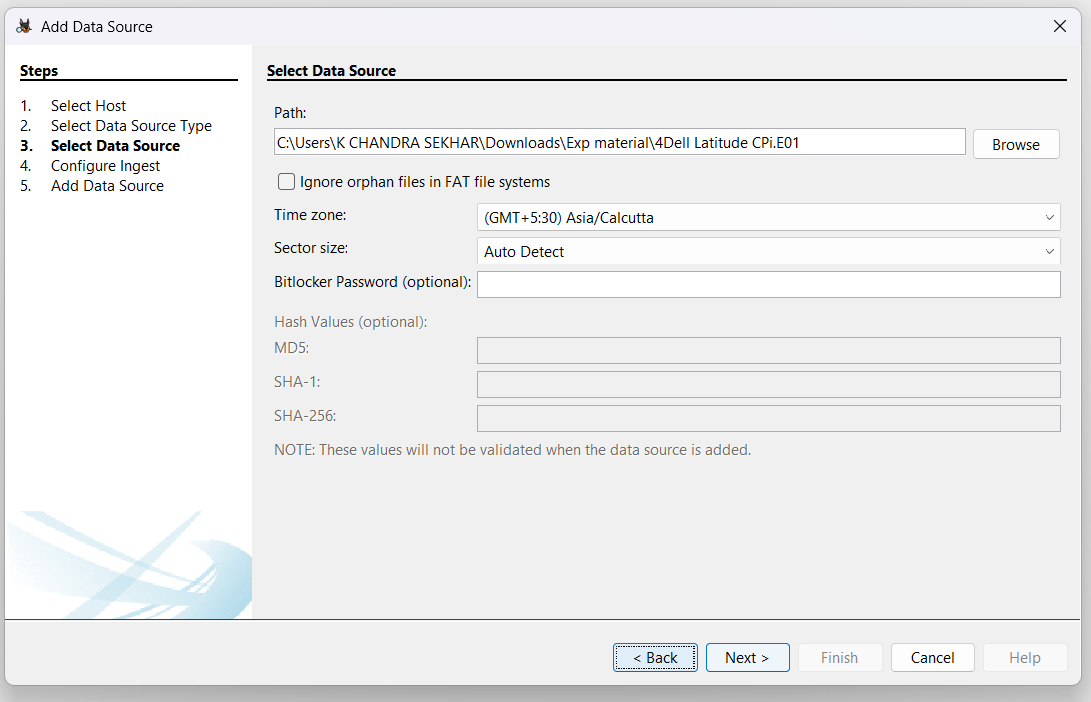 Add Data Source
Steps
1. Select Host
2. Select Data Source Type
3. Select Data Source
4. Configure Ingest
5. Add Data Source
Select Data Source
Path:
C:\Users\K CHANDRA SEKHAR\Downloads\Exp material\4Dell Latitude CPi.E01
Browse
Ignore orphan files in FAT file systems
Time zone: (GMT+5:30) Asia/Calcutta
Sector size: Auto Detect
Bitlocker Password (optional):
Hash Values (optional):
MD5:
SHA-1:
SHA-256:
NOTE: These values will not be validated when the data source is added.
< Back Next > Finish Cancel Help